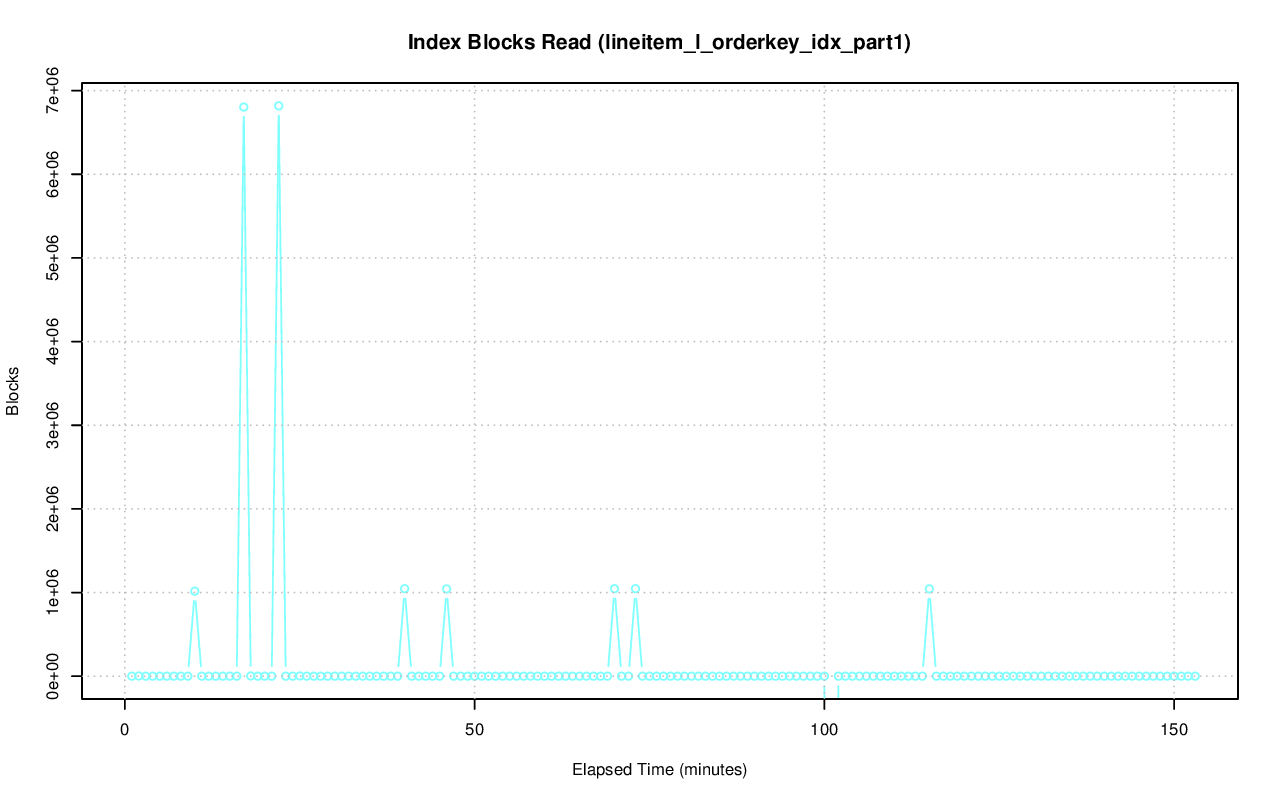 Index Blocks Read (lineitem_l_orderkey_idx_part1)
7e+06
6e+06
5e+06
4e+06
3e+06
2e+06
1e+06
0e+00
Blocks
0 50 100 150
Elapsed Time (minutes)